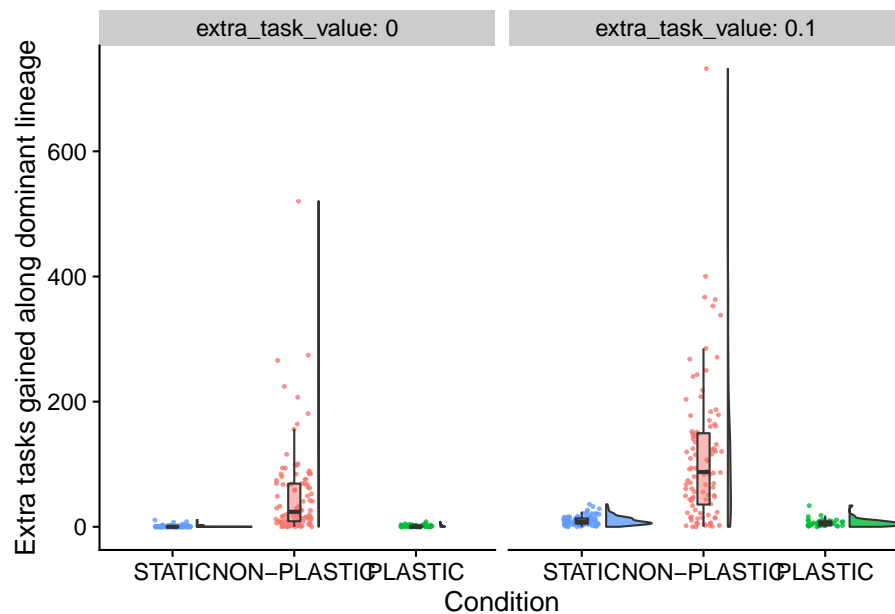 extra_task_value: 0
extra_task_value: 0.1
Extra tasks gained along dominant lineage
600
400
200
0
STATIC NON−PLASTIC PLASTIC
STATIC NON−PLASTIC PLASTIC
Condition